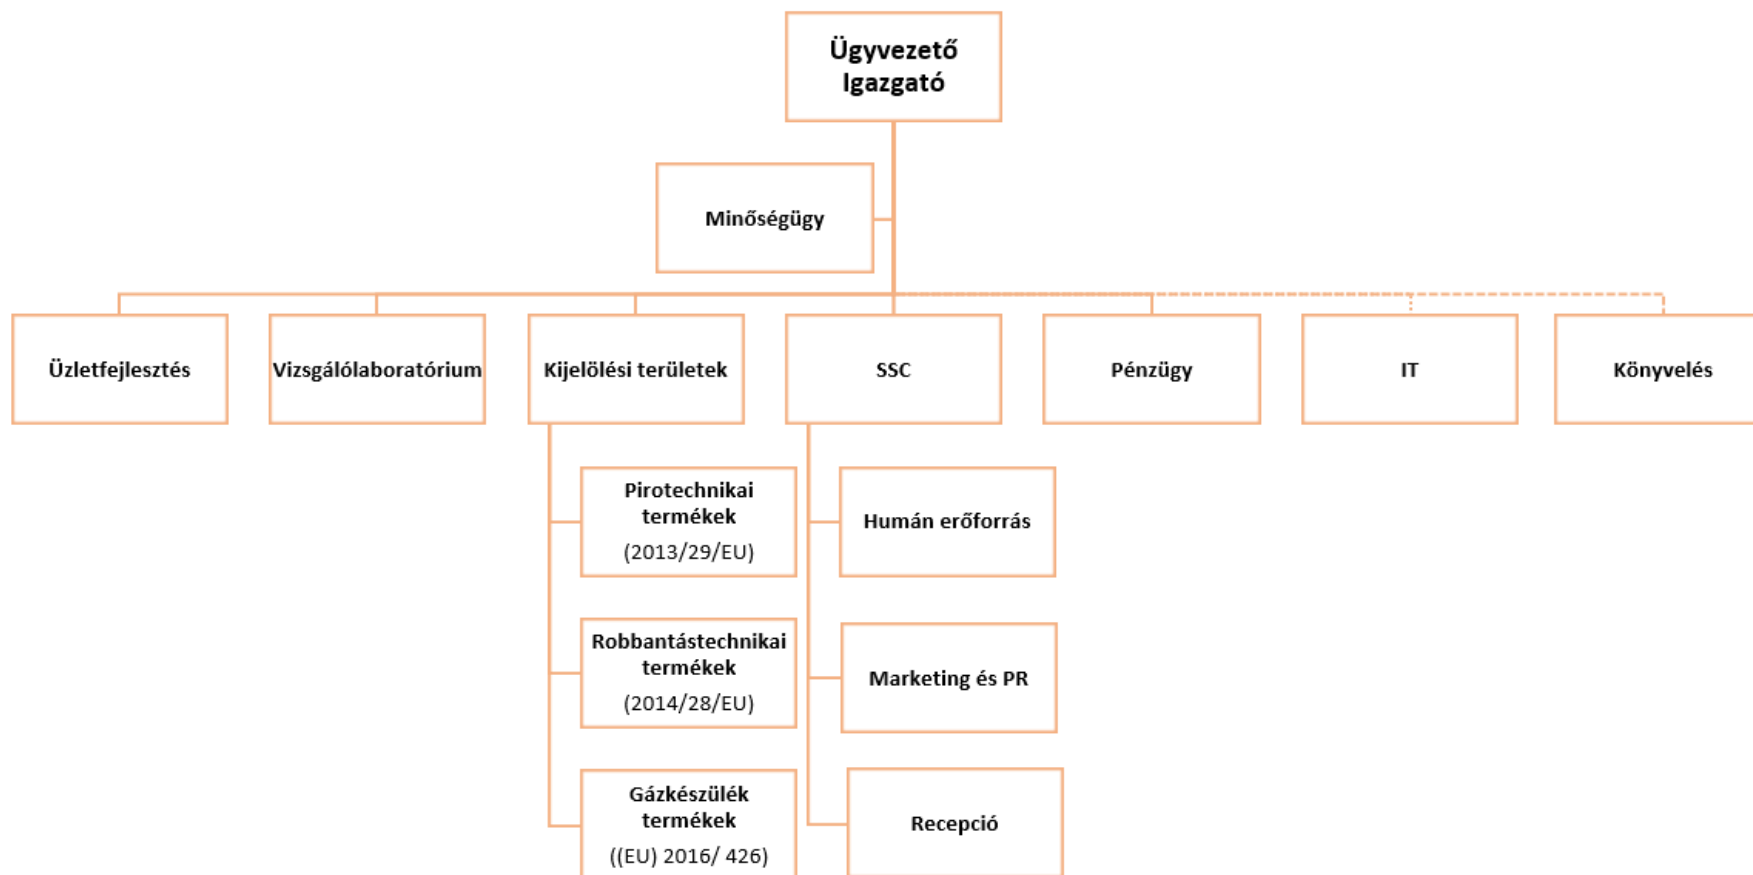 Ügyvezető
Igazgató
Minőségügy
Üzletfejlesztés
Vizsgálólaboratórium
Kijelölési területek
SSC
Pénzügy
IT
Könyvelés
Pirotechnikai
termékek
(2013/29/EU)
Humán erőforrás
Robbantástechnikai
termékek
(2014/28/EU)
Marketing és PR
Gázkészülék
termékek
((EU) 2016/ 426)
Recepció